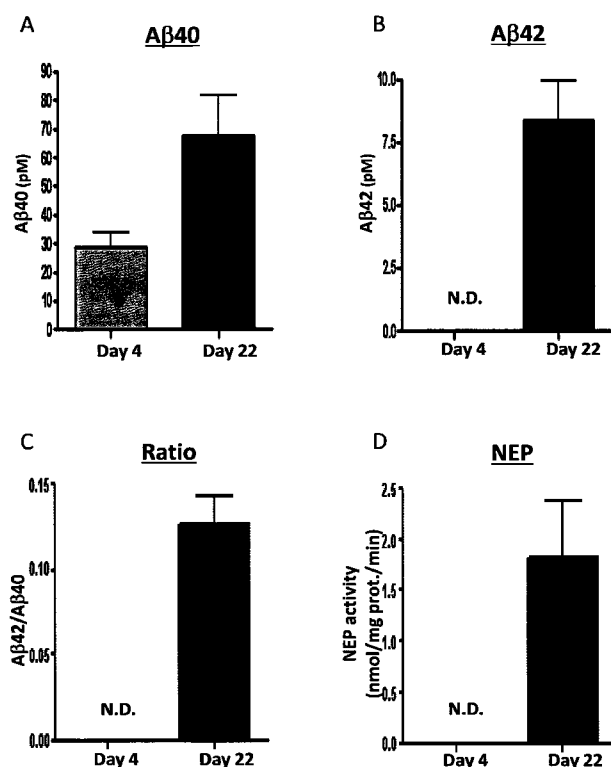 A
Aβ40
Aβ40 (pM)
90
80
70
60
50
40
30
20
10
0
Day 4
Day 22
B
Aβ42
Aβ42 (pM)
10.0
7.5
5.0
2.5
0.0
N.D.
Day 4
Day 22
C
Ratio
Aβ42/Aβ40
0.15
0.10
0.05
0.00
N.D.
Day 4
Day 22
D
NEP
NEP activity
(nmol/mg prot./min)
2.5
2.0
1.5
1.0
0.5
0.0
N.D.
Day 4
Day 22